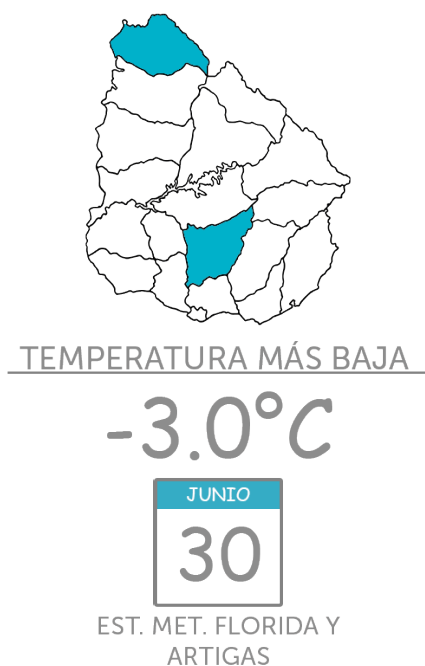 TEMPERATURA MÁS BAJA
-3.0°C
JUNIO
30
EST. MET. FLORIDA Y
ARTIGAS